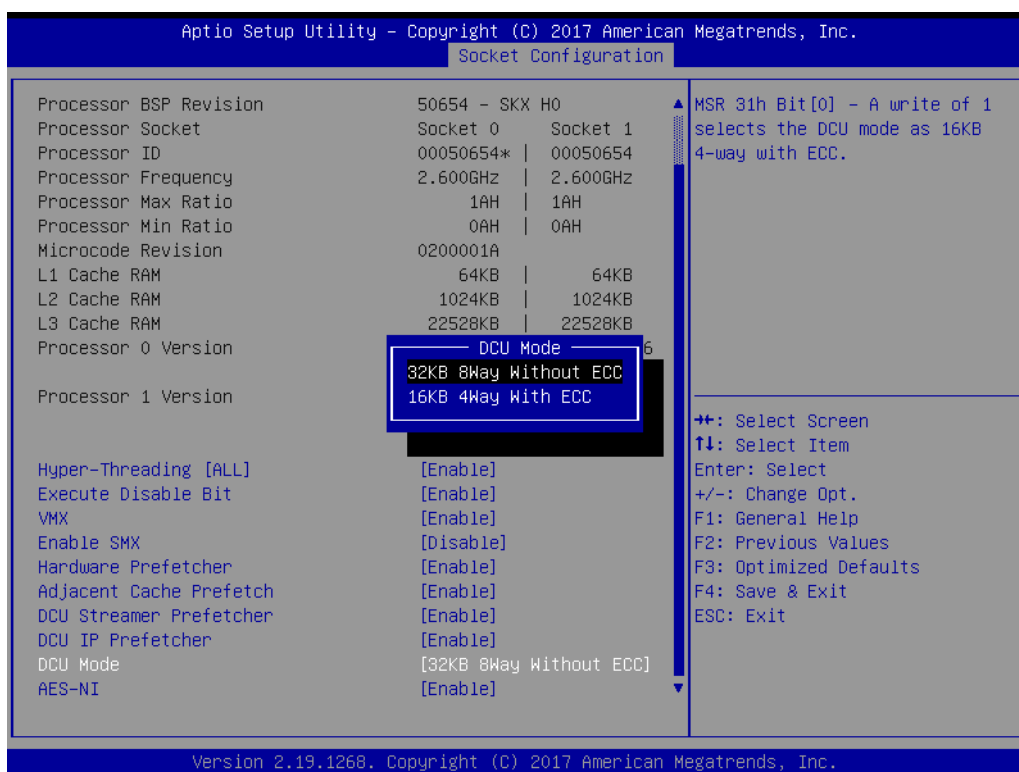 Aptio Setup Utility – Copyright (C) 2017 American Megatrends, Inc.
Socket Configuration
Processor BSP Revision 50654 – SKX H0
Processor Socket Socket 0 Socket 1
Processor ID 00050654* | 00050654
Processor Frequency 2.600GHz | 2.600GHz
Processor Max Ratio 1AH | 1AH
Processor Min Ratio 0AH | 0AH
Microcode Revision 0200001A
L1 Cache RAM 64KB | 64KB
L2 Cache RAM 1024KB | 1024KB
L3 Cache RAM 22528KB | 22528KB
Processor 0 Version 6
Processor 1 Version
DCU Mode
32KB 8Way Without ECC
16KB 4Way With ECC
Hyper-Threading [ALL] [Enable]
Execute Disable Bit [Enable]
VMX [Enable]
Enable SMX [Disable]
Hardware Prefetcher [Enable]
Adjacent Cache Prefetch [Enable]
DCU Streamer Prefetcher [Enable]
DCU IP Prefetcher [Enable]
DCU Mode [32KB 8Way Without ECC]
AES-NI [Enable]
MSR 31h Bit[0] – A write of 1
selects the DCU mode as 16KB
4-way with ECC.
→←: Select Screen
↑↓: Select Item
Enter: Select
+/-: Change Opt.
F1: General Help
F2: Previous Values
F3: Optimized Defaults
F4: Save & Exit
ESC: Exit
Version 2.19.1268. Copyright (C) 2017 American Megatrends, Inc.